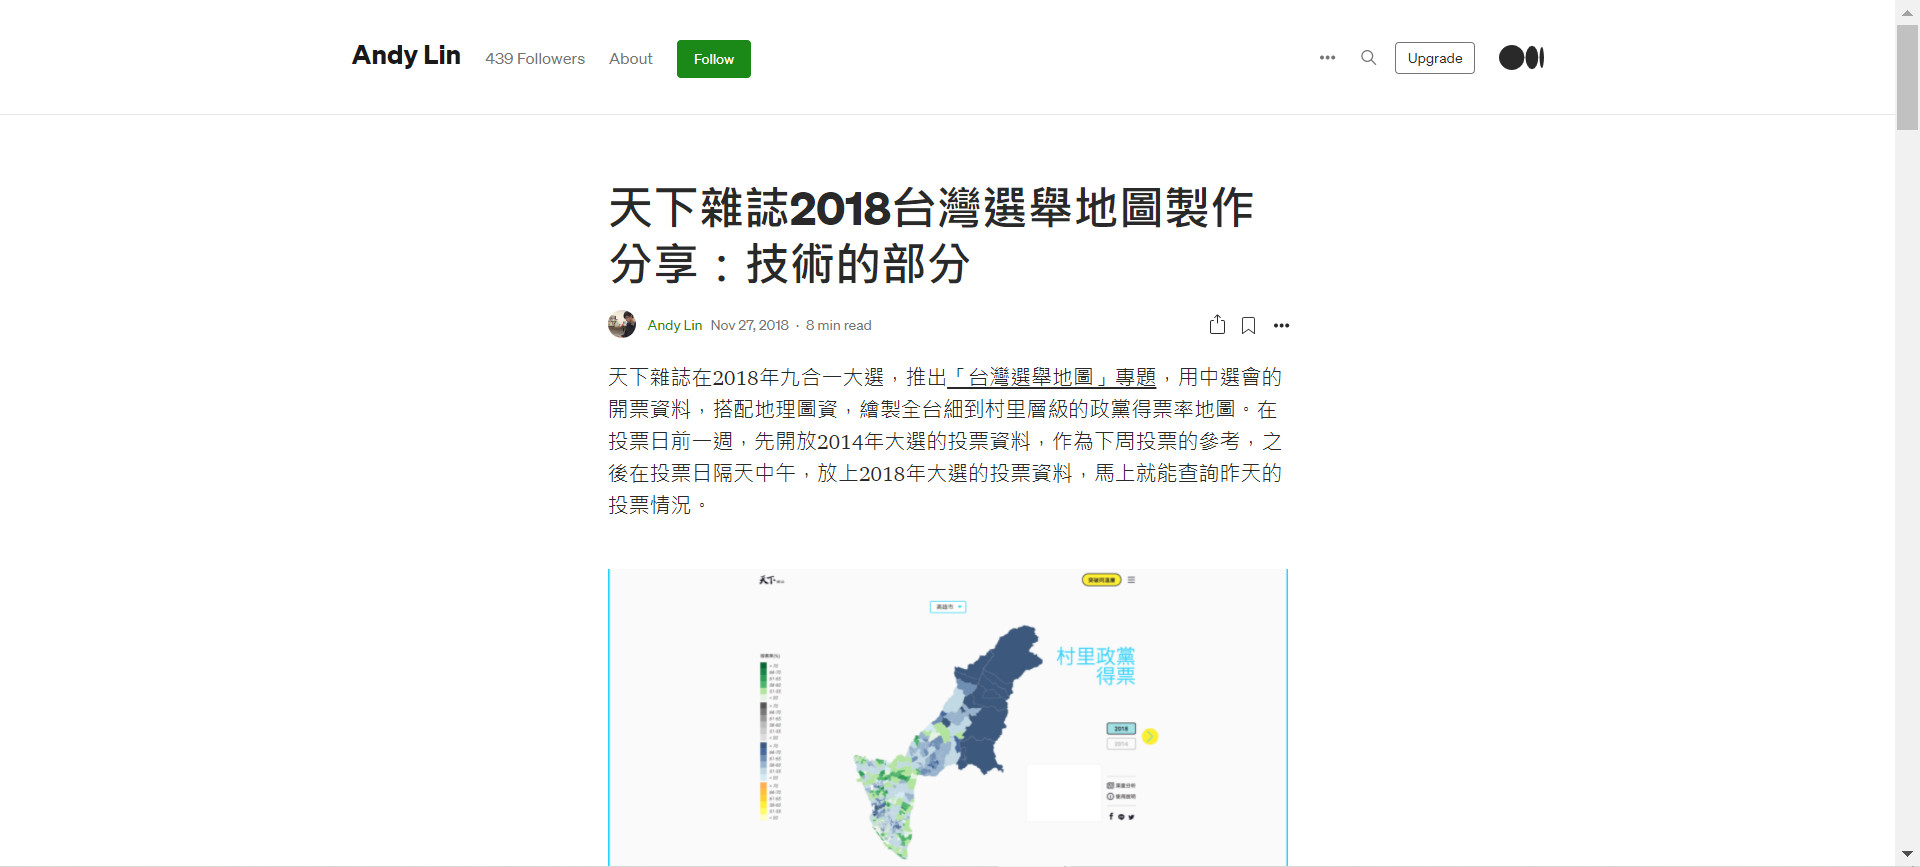 Andy Lin
439 Followers
About
Follow
Upgrade
天下雜誌2018台灣選舉地圖製作
分享：技術的部分
Andy Lin Nov 27, 2018 · 8 min read
天下雜誌在2018年九合一大選，推出「台灣選舉地圖」專題，用中選會的
開票資料，搭配地理圖資，繪製全台細到村里層級的政黨得票率地圖。在
投票日前一週，先開放2014年大選的投票資料，作為下周投票的參考，之
後在投票日隔天中午，放上2018年大選的投票資料，馬上就能查詢昨天的
投票情況。
天下
高雄市
村里政黨
得票
2018
2014